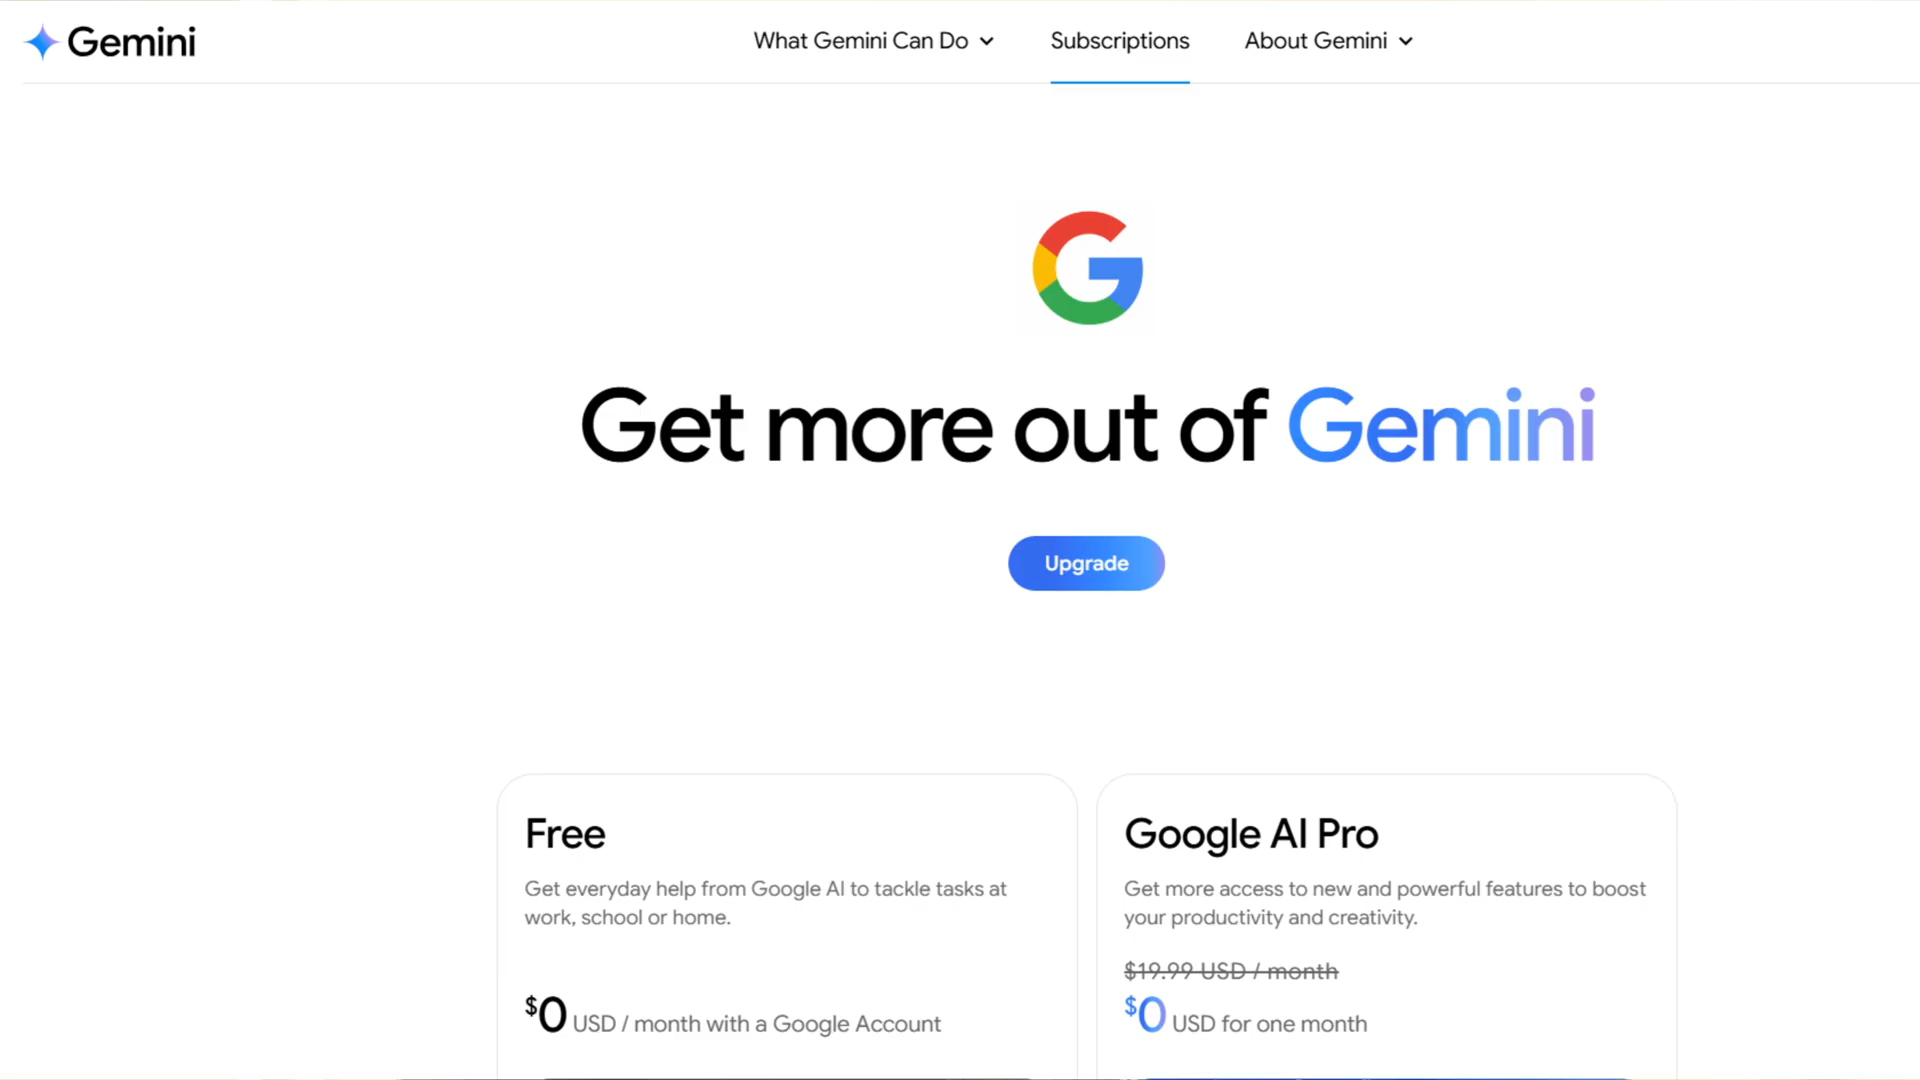 Gemini
What Gemini Can Do
Subscriptions
About Gemini
Get more out of Gemini
Upgrade
Free
Get everyday help from Google AI to tackle tasks at
work, school or home.
$0 USD / month with a Google Account
Google AI Pro
Get more access to new and powerful features to boost
your productivity and creativity.
$19.99 USD / month
$0 USD for one month